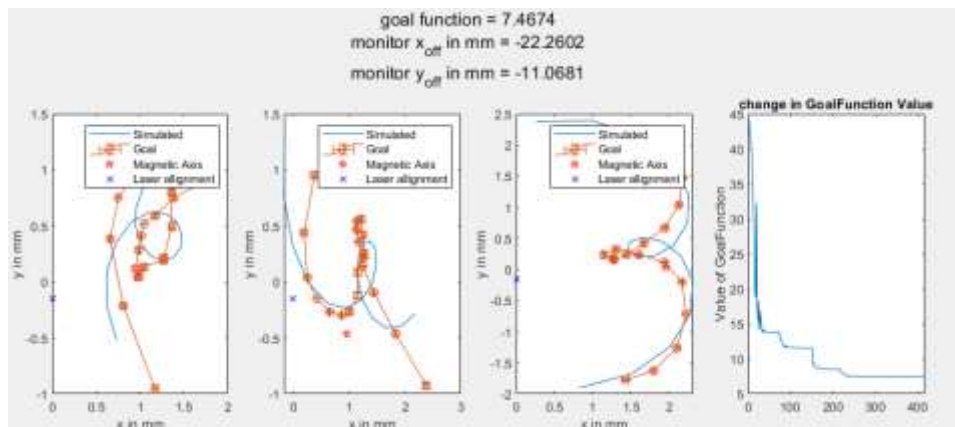 goal function = 7.4674
monitor x_off in mm = -22.2602
monitor y_off in mm = -11.0681
1.5
1
0.5
0
-0.5
-1
0
0.5
1
1.5
2
y in mm
x in mm
Simulated
Goal
Magnetic Axis
Laser allignment
1.5
1
0.5
0
-0.5
-1
0
1
2
3
y in mm
x in mm
Simulated
Goal
Magnetic Axis
Laser allignment
2.5
2
1.5
1
0.5
0
-0.5
-1
-1.5
-2
0
0.5
1
1.5
2
y in mm
x in mm
Simulated
Goal
Magnetic Axis
Laser allignment
change in GoalFunction Value
45
40
35
30
25
20
15
10
5
0
100
200
300
400
Value of GoalFunction